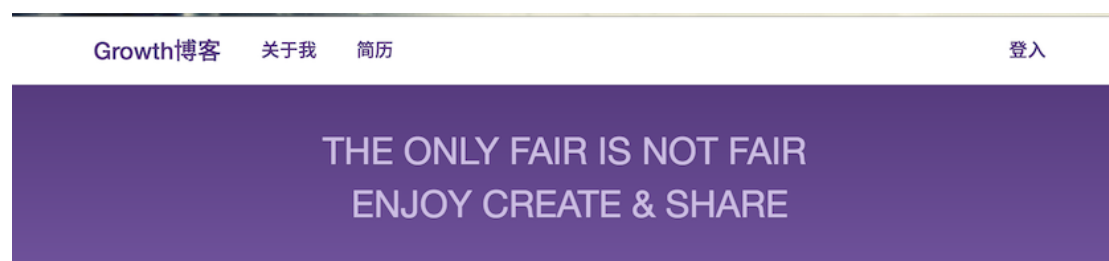 Growth博客 关于我 简历 登入
THE ONLY FAIR IS NOT FAIR
ENJOY CREATE & SHARE